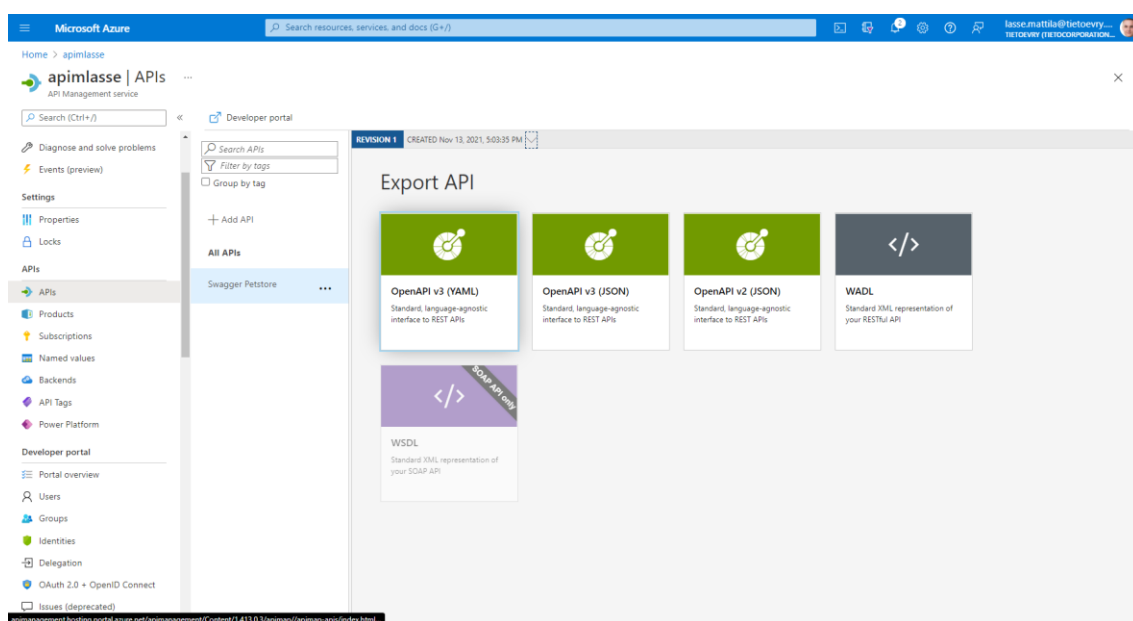 Microsoft Azure
Search resources, services, and docs (G+/)
2
lasse.mattila@tietoevry....
TIETOEVRY (TIETOCORPORATION...
Home > apimlasse
apimlasse | APIs ...
API Management service
Search (Ctrl+/)
«
Developer portal
Diagnose and solve problems
Events (preview)
Settings
Properties
Locks
APIs
APIs
Products
Subscriptions
Named values
Backends
API Tags
Power Platform
Developer portal
Portal overview
Users
Groups
Identities
Delegation
OAuth 2.0 + OpenID Connect
Issues (deprecated)
Search APIs
Filter by tags
Group by tag
+ Add API
All APIs
Swagger Petstore ...
REVISION 1 CREATED Nov 13, 2021, 5:03:35 PM
Export API
OpenAPI v3 (YAML)
Standard, language-agnostic
interface to REST APIs
OpenAPI v3 (JSON)
Standard, language-agnostic
interface to REST APIs
OpenAPI v2 (JSON)
Standard, language-agnostic
interface to REST APIs
</>
WADL
Standard XML representation of
your RESTful API
</>
SOAP API only
WSDL
Standard XML representation of
your SOAP API